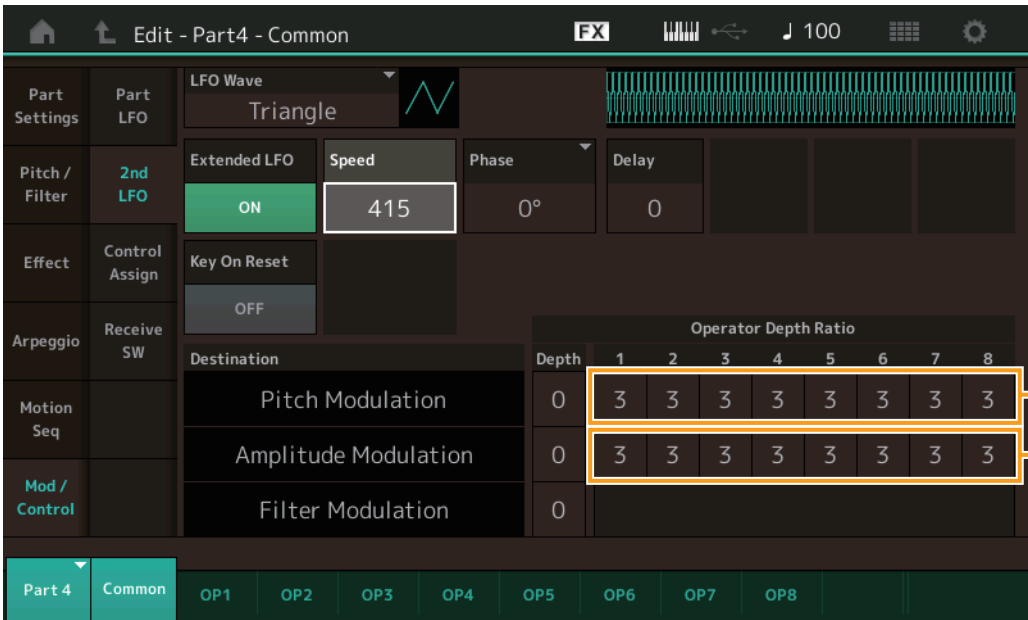 Edit - Part4 - Common
FX
♩ 100
Part Settings
Pitch / Filter
Effect
Arpeggio
Motion Seq
Mod / Control
Part LFO
2nd LFO
Control Assign
Receive SW
LFO Wave
Triangle
Extended LFO
ON
Speed
415
Phase
0°
Delay
0
Key On Reset
OFF
Operator Depth Ratio
Destination Depth 1 2 3 4 5 6 7 8
Pitch Modulation 0 3 3 3 3 3 3 3 3
Amplitude Modulation 0 3 3 3 3 3 3 3 3
Filter Modulation 0
Part 4 Common OP1 OP2 OP3 OP4 OP5 OP6 OP7 OP8